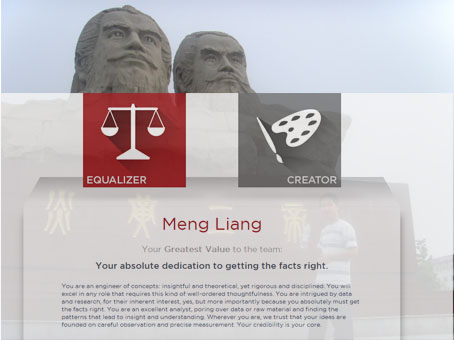 EQUALIZER
CREATOR
炎黄二帝
Meng Liang
Your Greatest Value to the team:
Your absolute dedication to getting the facts right.
You are an engineer of concepts: insightful and theoretical, yet rigorous and disciplined. You will
excel in any role that requires this kind of well-ordered thoughtfulness. You are intrigued by data
and research, for their inherent interest, yes, but more importantly because you absolutely must get
the facts right. You are an excellent analyst, poring over data or raw material and finding the
patterns that lead to insight and understanding. Wherever you are, we trust that your ideas are
founded on careful observation and precise measurement. Your credibility is your core.